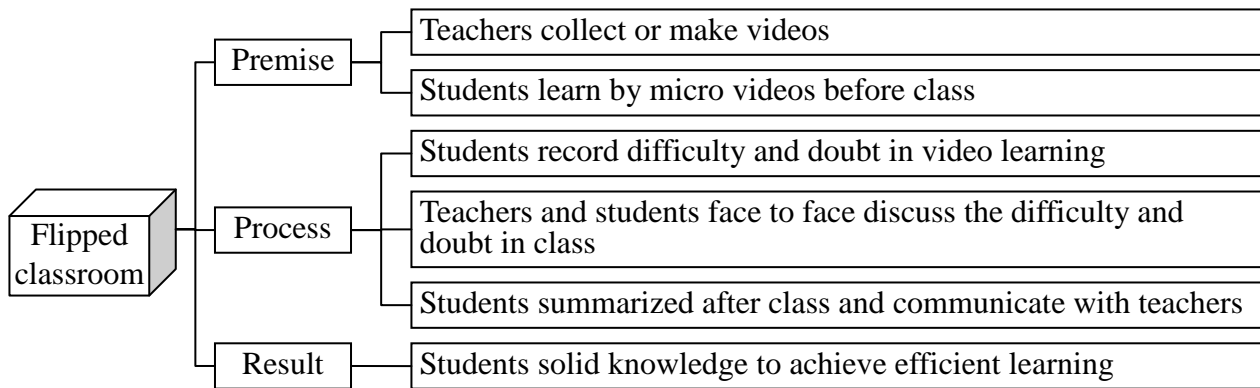 Flipped
classroom
Premise
Teachers collect or make videos
Students learn by micro videos before class
Process
Students record difficulty and doubt in video learning
Teachers and students face to face discuss the difficulty and
doubt in class
Students summarized after class and communicate with teachers
Result
Students solid knowledge to achieve efficient learning